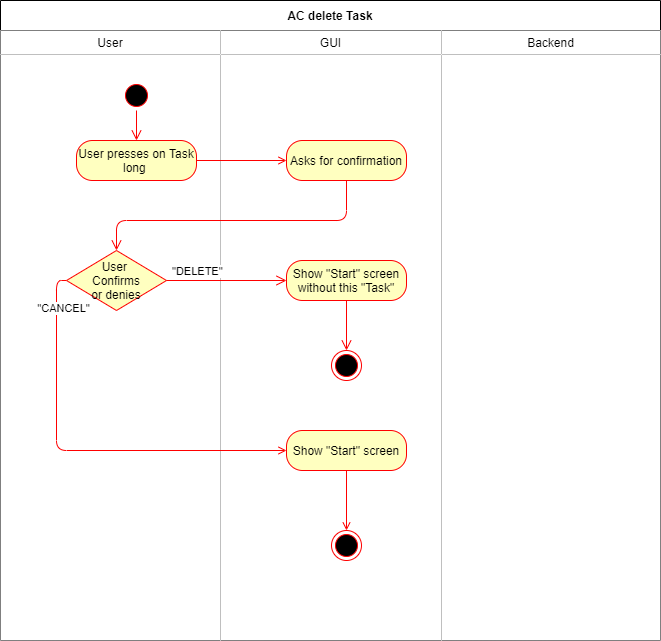 AC delete Task
User
GUI
Backend
User presses on Task
long
Asks for confirmation
User
Confirms
or denies
"DELETE"
Show "Start" screen
without this "Task"
"CANCEL"
Show "Start" screen